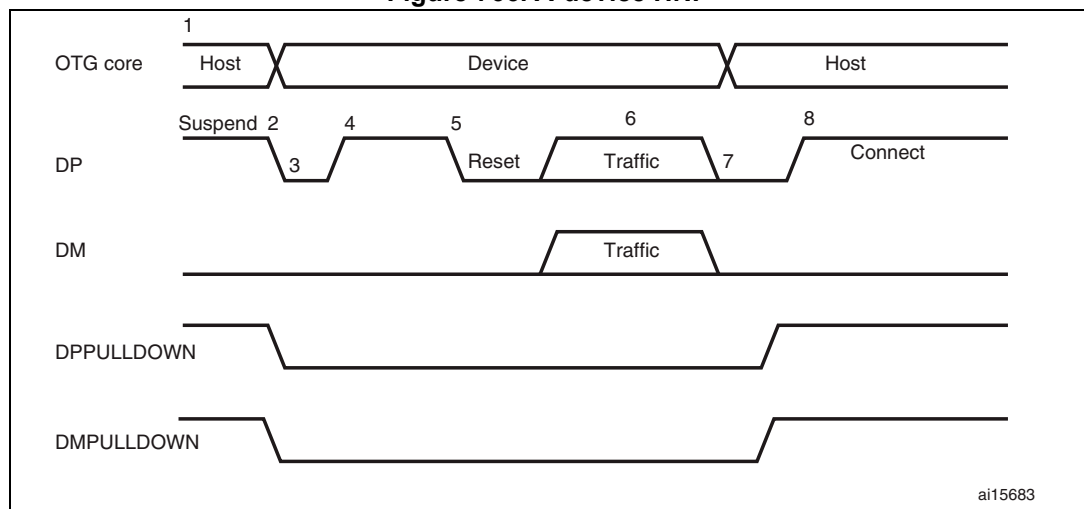 1
OTG core Host Device Host
Suspend 2 4 5 6 8
DP 3 Reset Traffic 7 Connect
DM Traffic
DPPULLDOWN
DMPULLDOWN
ai15683